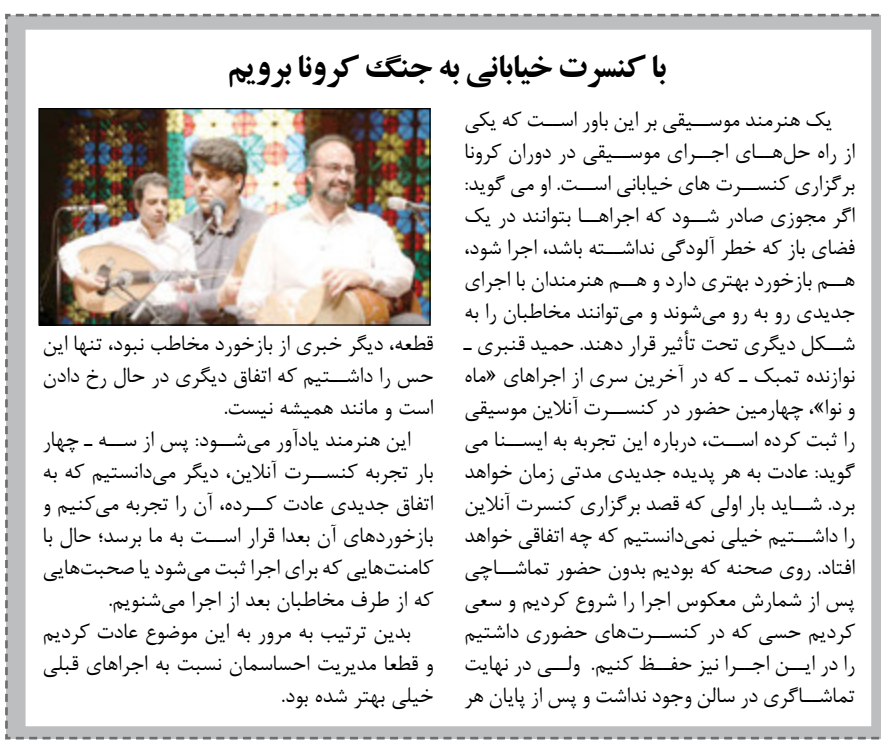 با کنسرت خیابانی به جنگ کرونا برویم
یک هنرمند موسیقی بر این باور است که یکی
از راه حل‌های اجرای موسیقی در دوران کرونا
برگزاری کنسرت های خیابانی است. او می گوید:
اگر مجوزی صادر شود که اجراها بتوانند در یک
فضای باز که خطر آلودگی نداشته باشد، اجرا شود،
هم بازخورد بهتری دارد و هم هنرمندان با اجرای
جدیدی رو به رو می‌شوند و می‌توانند مخاطبان را به
شکل دیگری تحت تأثیر قرار دهند. حمید قنبری ـ
نوازنده تمبک ـ که در آخرین سری از اجراهای «ماه
و نوا»، چهارمین حضور در کنسرت آنلاین موسیقی
را ثبت کرده است، درباره این تجربه به ایسنا می
گوید: عادت به هر پدیده جدیدی مدتی زمان خواهد
برد. شاید بار اولی که قصد برگزاری کنسرت آنلاین
را داشتیم خیلی نمی‌دانستیم که چه اتفاقی خواهد
افتاد. روی صحنه که بودیم بدون حضور تماشاچی
پس از شمارش معکوس اجرا را شروع کردیم و سعی
کردیم حسی که در کنسرت‌های حضوری داشتیم
را در این اجرا نیز حفظ کنیم. ولی در نهایت
تماشاگری در سالن وجود نداشت و پس از پایان هر
قطعه، دیگر خبری از بازخورد مخاطب نبود، تنها این
حس را داشتیم که اتفاق دیگری در حال رخ دادن
است و مانند همیشه نیست.
این هنرمند یادآور می‌شود: پس از سه ـ چهار
بار تجربه کنسرت آنلاین، دیگر می‌دانستیم که به
اتفاق جدیدی عادت کرده، آن را تجربه می‌کنیم و
بازخوردهای آن بعدا قرار است به ما برسد؛ حال با
کامنت‌هایی که برای اجرا ثبت می‌شود یا صحبت‌هایی
که از طرف مخاطبان بعد از اجرا می‌شنویم.
بدین ترتیب به مرور به این موضوع عادت کردیم
و قطعا مدیریت احساسمان نسبت به اجراهای قبلی
خیلی بهتر شده بود.